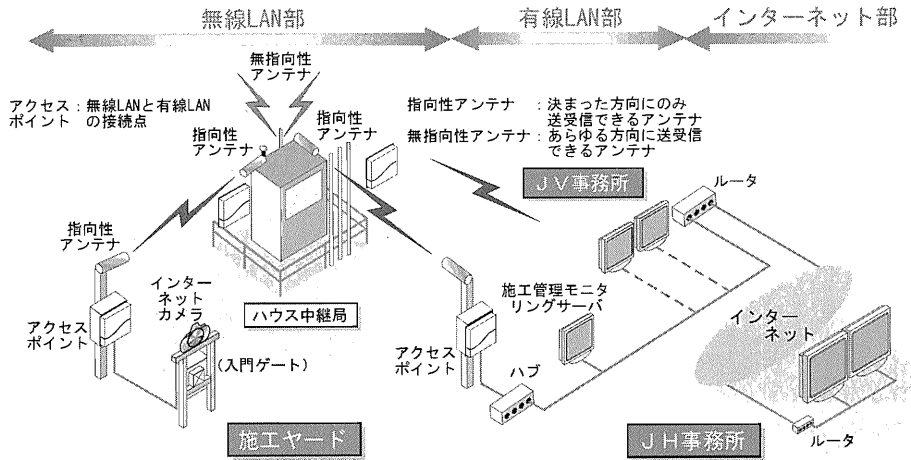 無線LAN部
有線LAN部
インターネット部
無指向性
アンテナ
アクセス：無線LANと有線LAN
ポイント　の接続点
指向性
アンテナ
指向性
アンテナ
指向性アンテナ　：決まった方向にのみ
送受信できるアンテナ
無指向性アンテナ：あらゆる方向に送受信
できるアンテナ
JV事務所
ルータ
指向性
アンテナ
インター
ネット
カメラ
アクセス
ポイント
(入門ゲート)
ハウス中継局
施工管理モニタ
リングサーバ
アクセス
ポイント
ハブ
インター
ネット
施工ヤード
JH事務所
ルータ